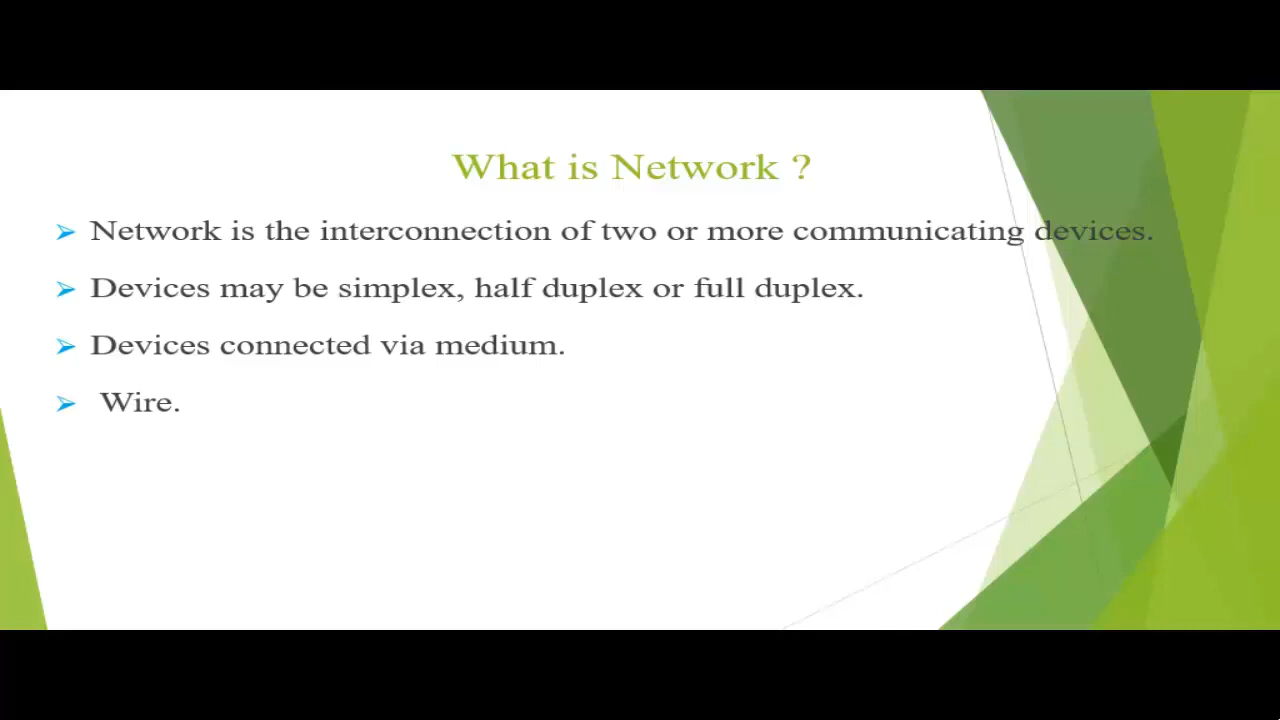 What is Network ?
➢ Network is the interconnection of two or more communicating devices.
➢ Devices may be simplex, half duplex or full duplex.
➢ Devices connected via medium.
➢ Wire.